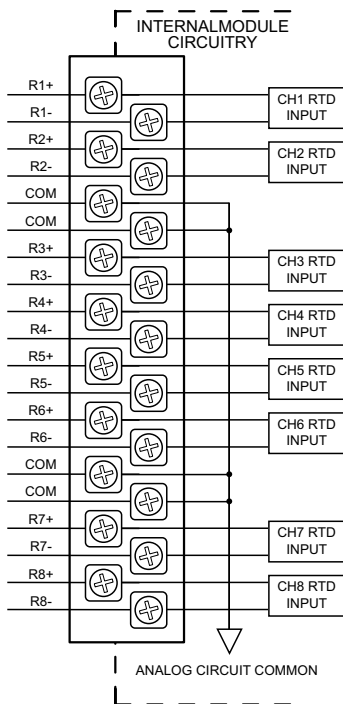 INTERNALMODULE
CIRCUITRY
R1+
R1-
R2+
R2-
COM
COM
R3+
R3-
R4+
R4-
R5+
R5-
R6+
R6-
COM
COM
R7+
R7-
R8+
R8-
CH1 RTD
INPUT
CH2 RTD
INPUT
CH3 RTD
INPUT
CH4 RTD
INPUT
CH5 RTD
INPUT
CH6 RTD
INPUT
CH7 RTD
INPUT
CH8 RTD
INPUT
ANALOG CIRCUIT COMMON